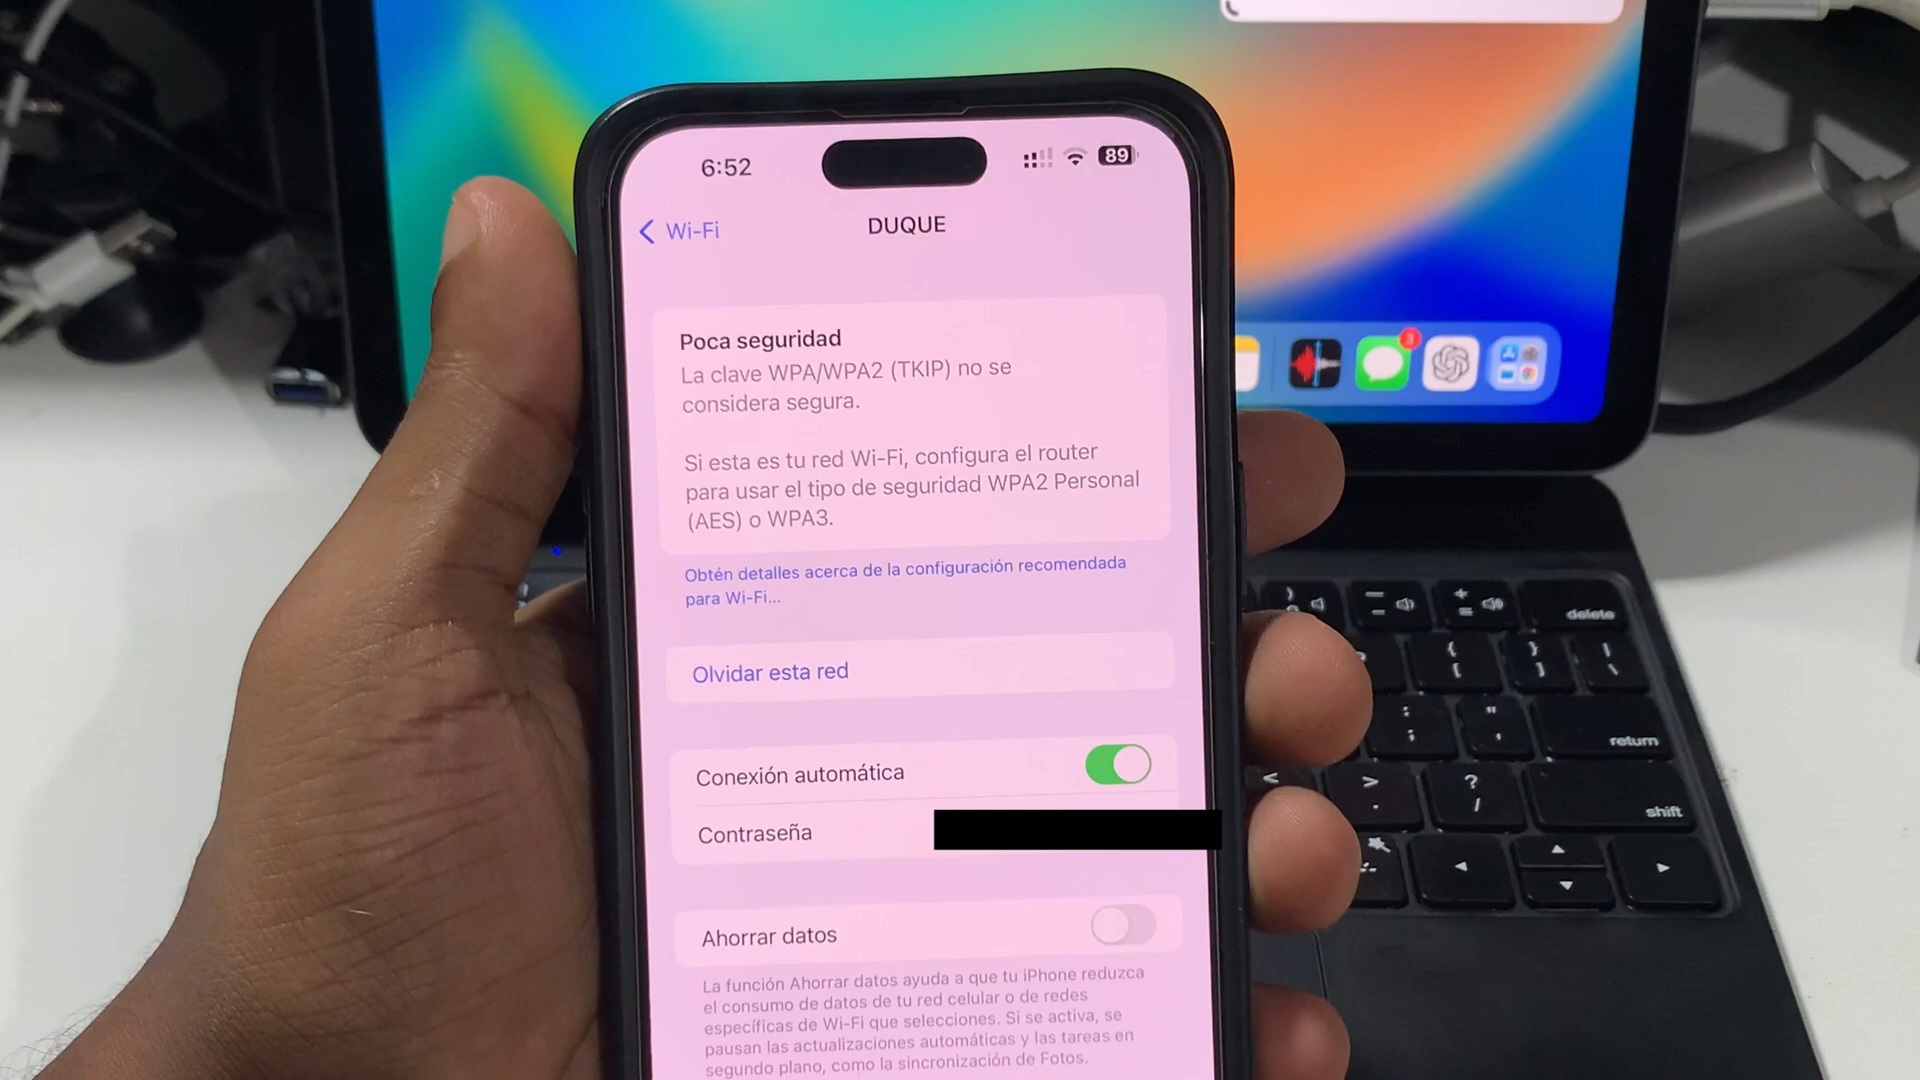 6:52
89
Wi-Fi
DUQUE
Poca seguridad
La clave WPA/WPA2 (TKIP) no se
considera segura.
Si esta es tu red Wi-Fi, configura el router
para usar el tipo de seguridad WPA2 Personal
(AES) o WPA3.
Obtén detalles acerca de la configuración recomendada
para Wi-Fi...
Olvidar esta red
Conexión automática
Contraseña
Ahorrar datos
La función Ahorrar datos ayuda a que tu iPhone reduzca
el consumo de datos de tu red celular o de redes
específicas de Wi-Fi que selecciones. Si se activa, se
pausan las actualizaciones automáticas y las tareas en
segundo plano, como la sincronización de Fotos.
3
delete
{ }
[ ] \
: "
; '
return
< > ?
. /
shift